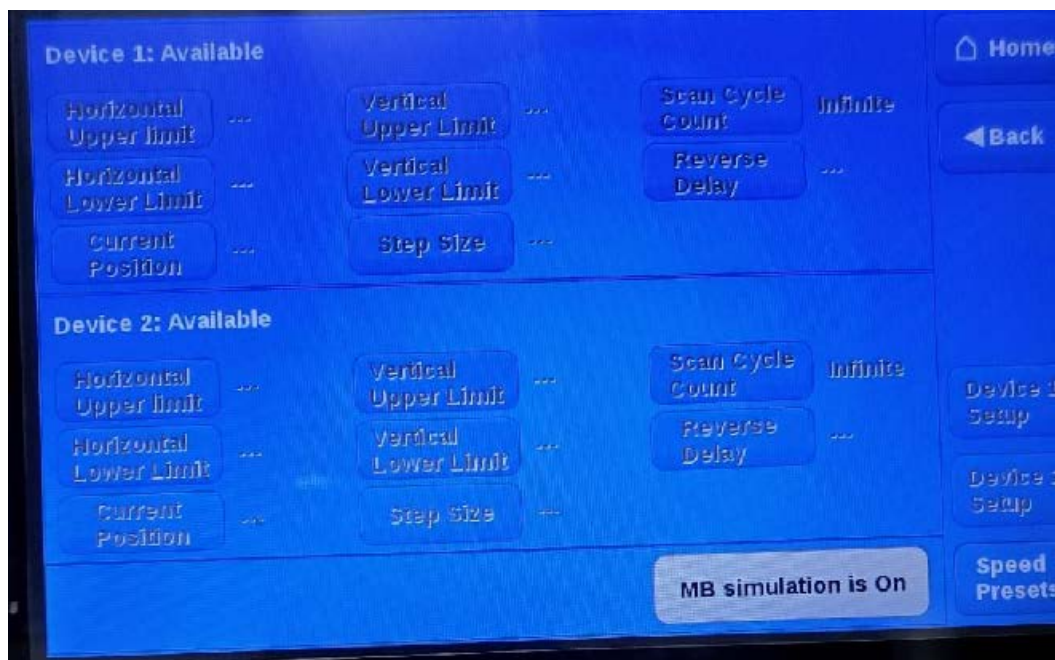 Device 1: Available
Horizontal
Upper limit
...
Vertical
Upper Limit
...
Scan Cycle
Count
Infinite
Horizontal
Lower Limit
...
Vertical
Lower Limit
...
Reverse
Delay
...
Current
Position
...
Step Size
...
Device 2: Available
Horizontal
Upper limit
...
Vertical
Upper Limit
...
Scan Cycle
Count
Infinite
Horizontal
Lower Limit
...
Vertical
Lower Limit
...
Reverse
Delay
...
Current
Position
...
Step Size
...
MB simulation is On
Home
Back
Device
Setup
Device
Setup
Speed
Presets